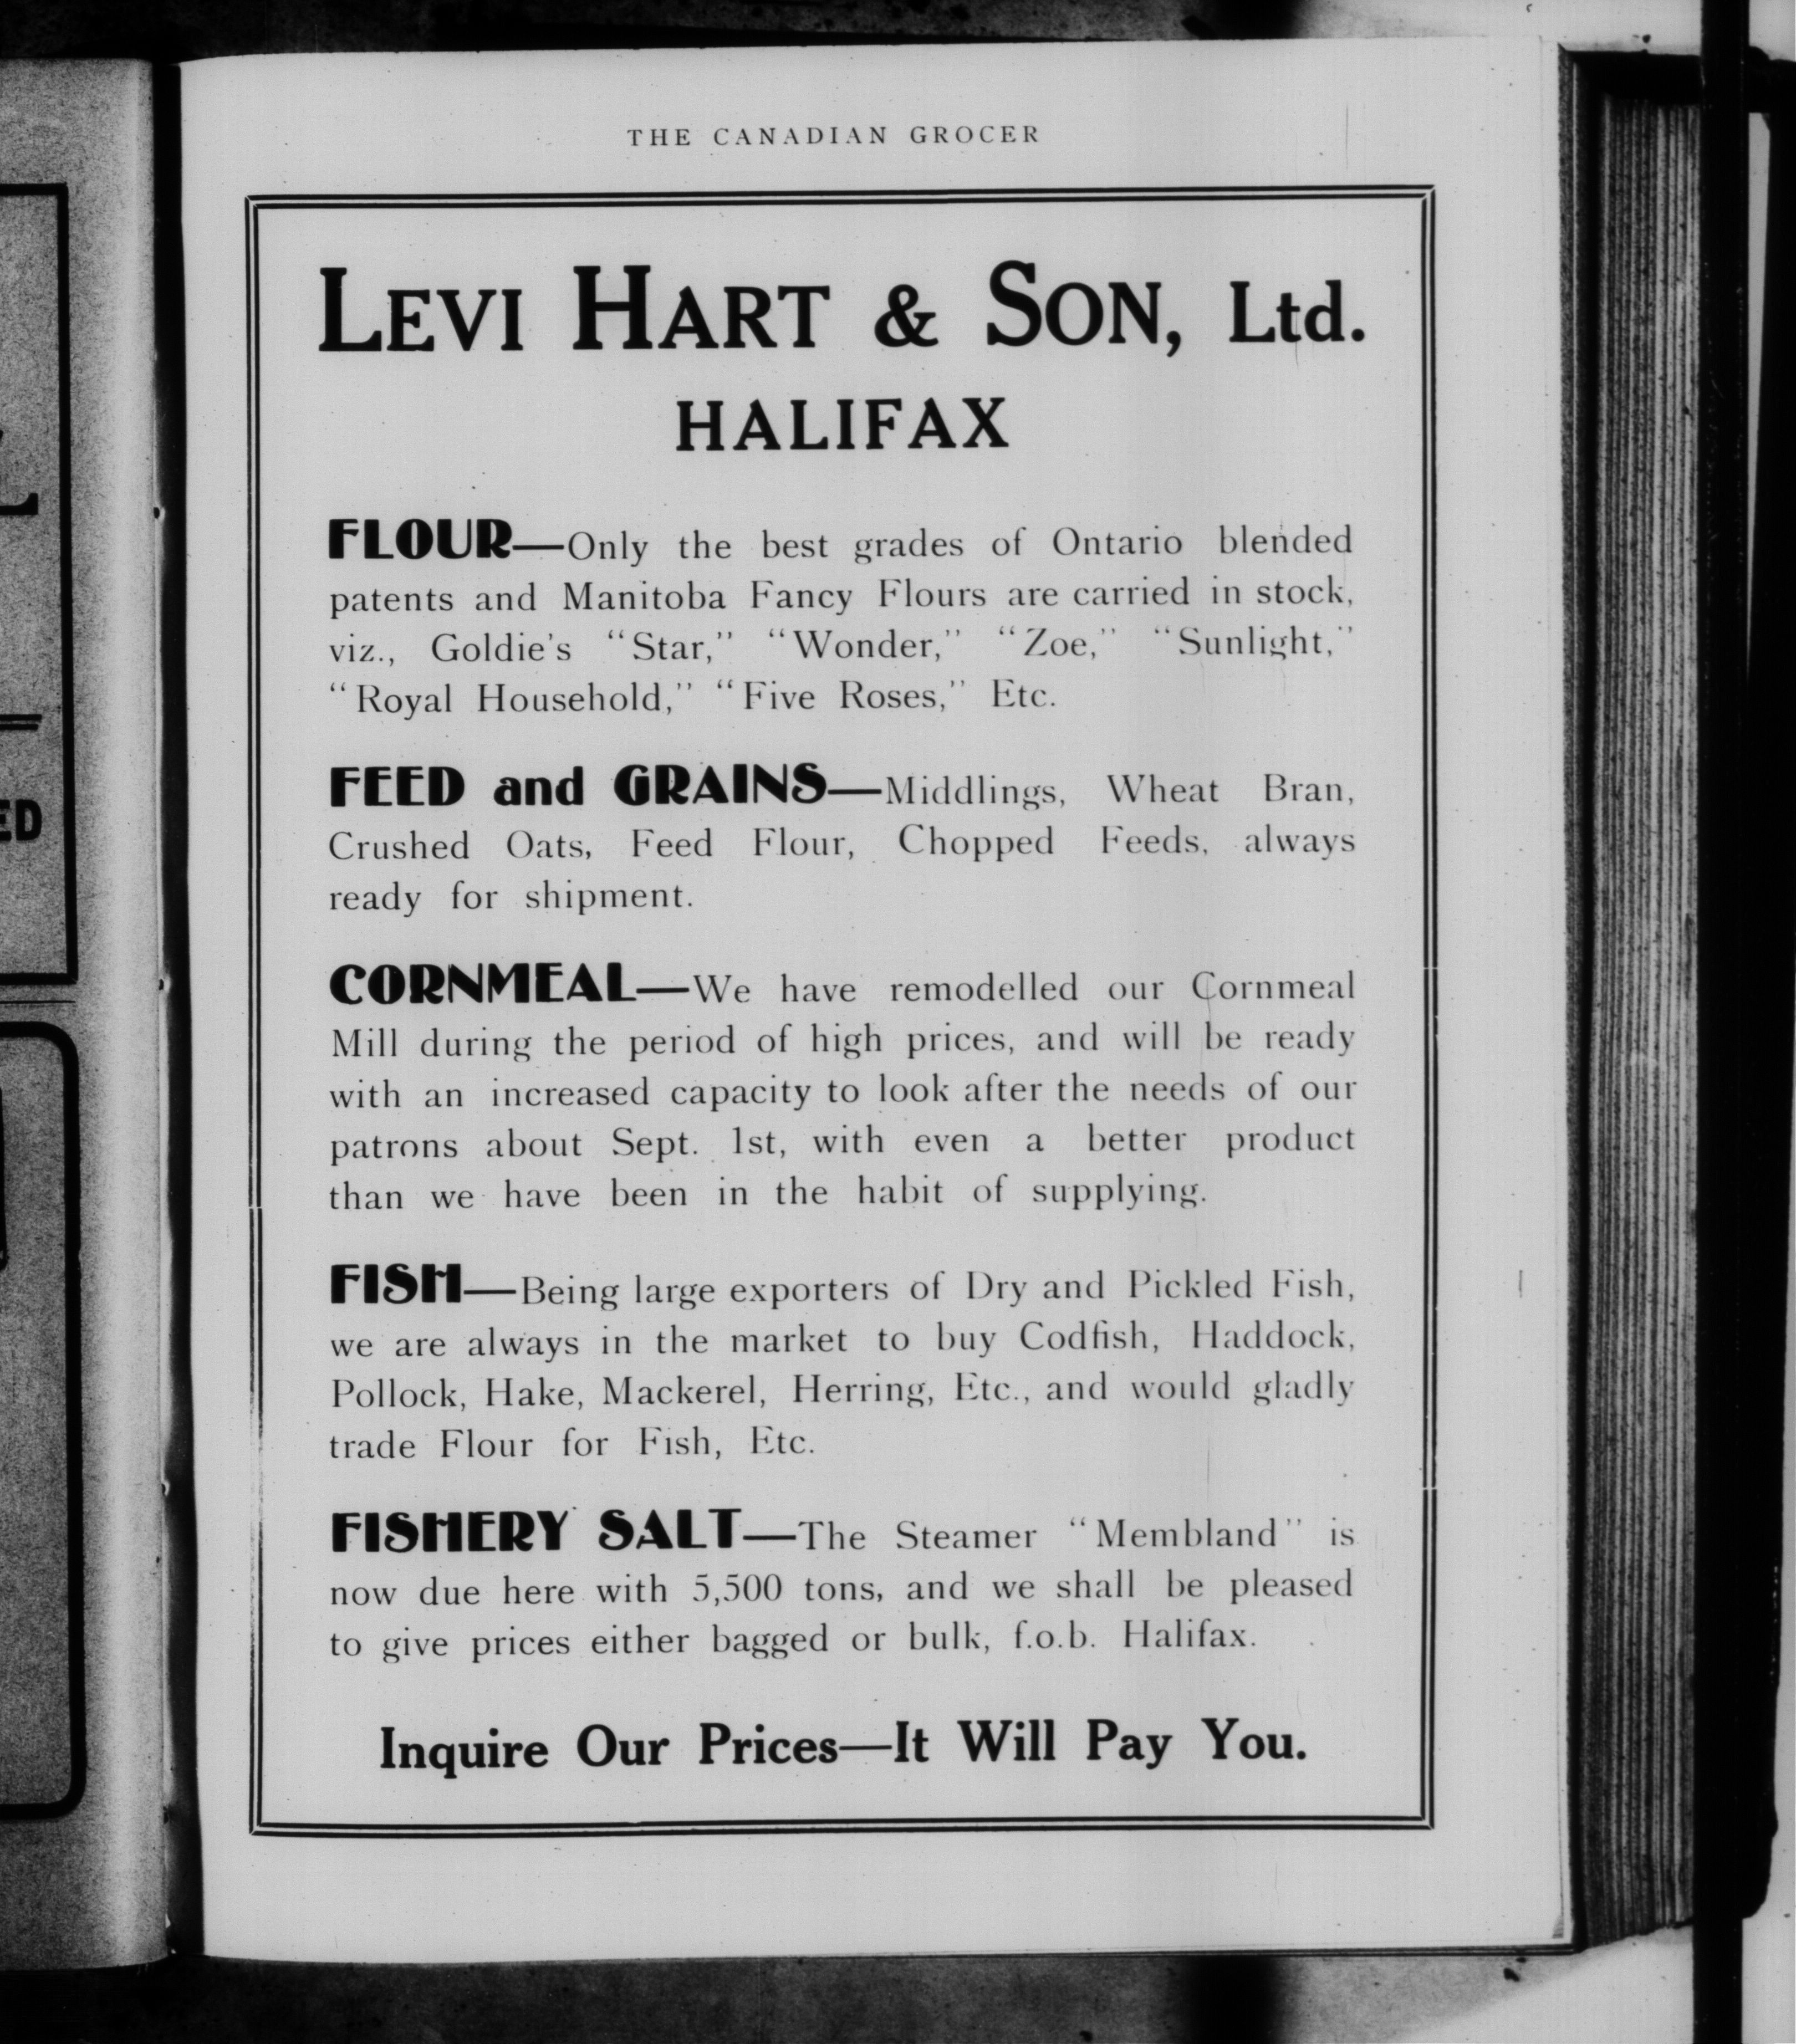 THE CANADIAN GROCER
LEVI HART & SON, Ltd.
HALIFAX
FLOUR—Only the best grades of Ontario blended
patents and Manitoba Fancy Flours are carried in stock,
viz., Goldie's "Star," "Wonder," "Zoe," "Sunlight,"
"Royal Household," "Five Roses," Etc.
FEED and GRAINS—Middlings, Wheat Bran,
Crushed Oats, Feed Flour, Chopped Feeds, always
ready for shipment.
CORNMEAL—We have remodelled our Cornmeal
Mill during the period of high prices, and will be ready
with an increased capacity to look after the needs of our
patrons about Sept. 1st, with even a better product
than we have been in the habit of supplying.
FISH—Being large exporters of Dry and Pickled Fish,
we are always in the market to buy Codfish, Haddock,
Pollock, Hake, Mackerel, Herring, Etc., and would gladly
trade Flour for Fish, Etc.
FISHERY SALT—The Steamer "Membland" is
now due here with 5,500 tons, and we shall be pleased
to give prices either bagged or bulk, f.o.b. Halifax.
Inquire Our Prices—It Will Pay You.